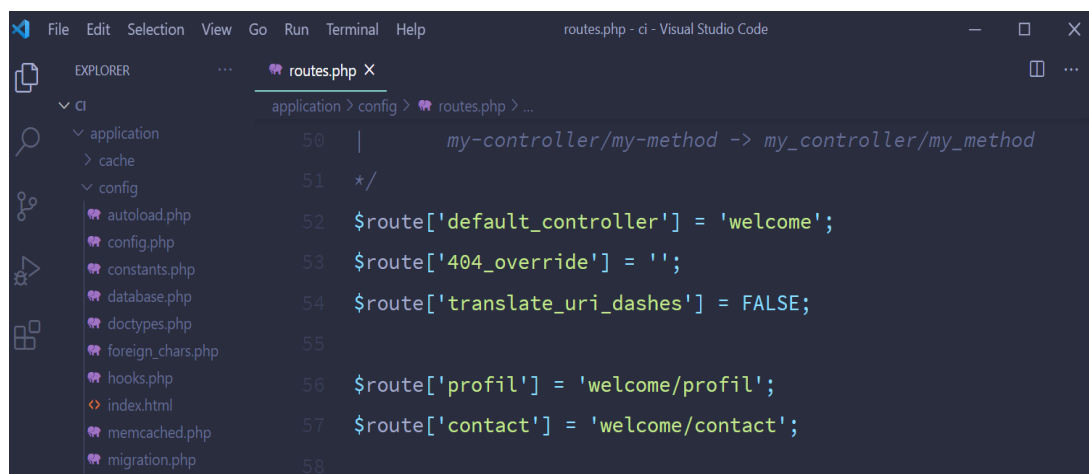 File Edit Selection View Go Run Terminal Help routes.php - ci - Visual Studio Code
EXPLORER
CI
application
cache
config
autoload.php
config.php
constants.php
database.php
doctypes.php
foreign_chars.php
hooks.php
index.html
memcached.php
migration.php
routes.php
application > config > routes.php > ...
50 | my-controller/my-method -> my_controller/my_method
51 */
52 $route['default_controller'] = 'welcome';
53 $route['404_override'] = '';
54 $route['translate_uri_dashes'] = FALSE;
55
56 $route['profil'] = 'welcome/profil';
57 $route['contact'] = 'welcome/contact';
58